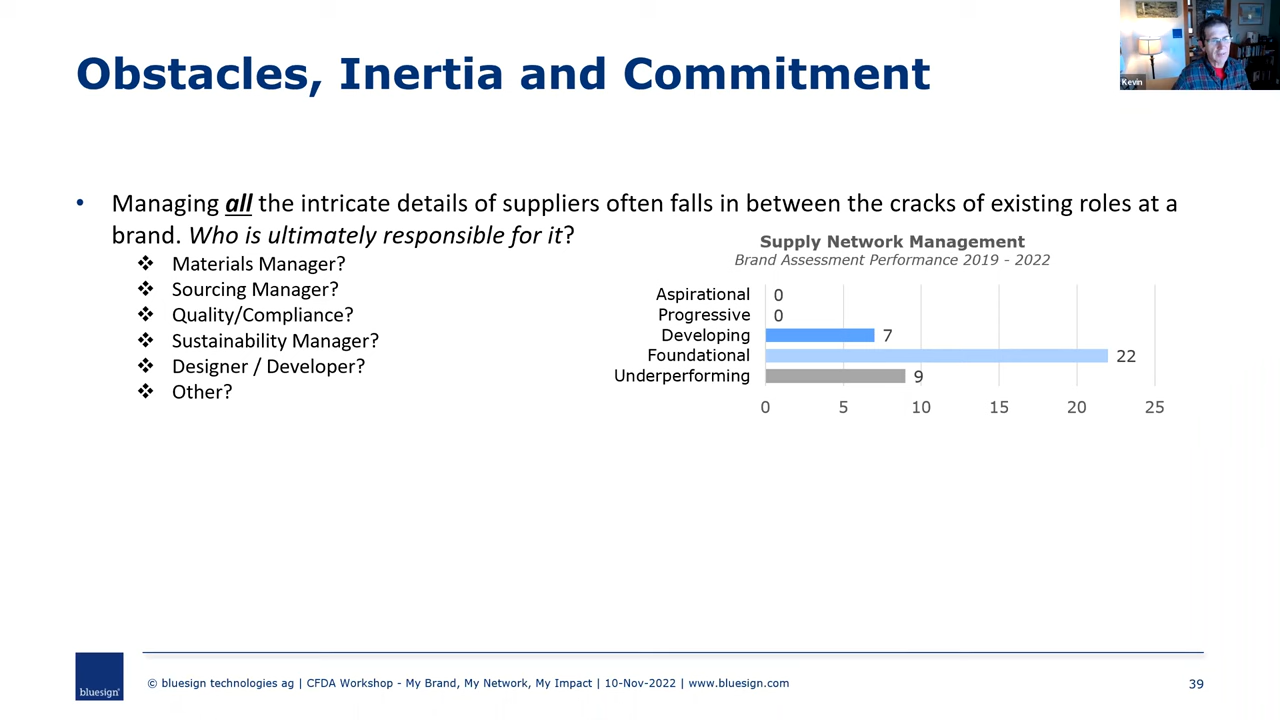 Obstacles, Inertia and Commitment
Kevin
• Managing all the intricate details of suppliers often falls in between the cracks of existing roles at a
brand. Who is ultimately responsible for it?
❖ Materials Manager?
❖ Sourcing Manager?
❖ Quality/Compliance?
❖ Sustainability Manager?
❖ Designer / Developer?
❖ Other?
Supply Network Management
Brand Assessment Performance 2019 - 2022
Aspirational 0
Progressive 0
Developing 7
Foundational 22
Underperforming 9
0 5 10 15 20 25
bluesign®
© bluesign technologies ag | CFDA Workshop - My Brand, My Network, My Impact | 10-Nov-2022 | www.bluesign.com
39